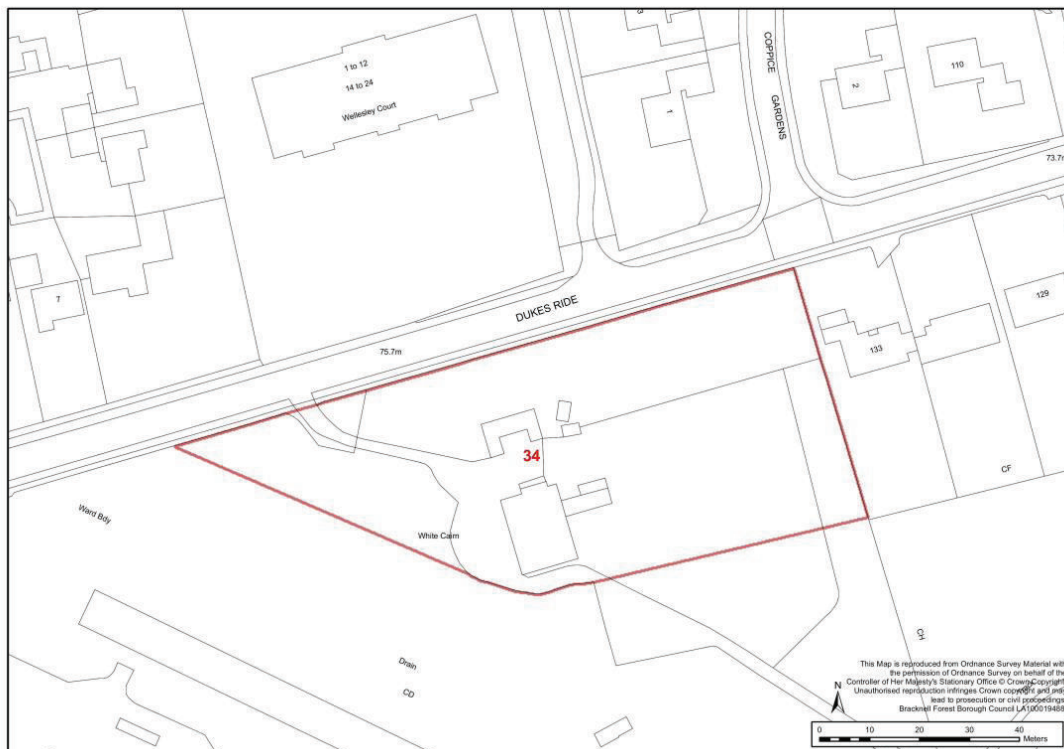 3
COPPICE GARDENS
1 to 12
14 to 24
Wellesley Court
1
2
110
73.7m
7
DUKES RIDE
75.7m
133
129
34
CF
Ward Bdy
White Cairn
Drain
CD
CH
This Map is reproduced from Ordnance Survey Material with
the permission of Ordnance Survey on behalf of the
Controller of Her Majesty's Stationary Office © Crown Copyright
Unauthorised reproduction infringes Crown copyright and may
lead to prosecution or civil proceedings
Bracknell Forest Borough Council LA100019488
N
0 10 20 30 40
Meters